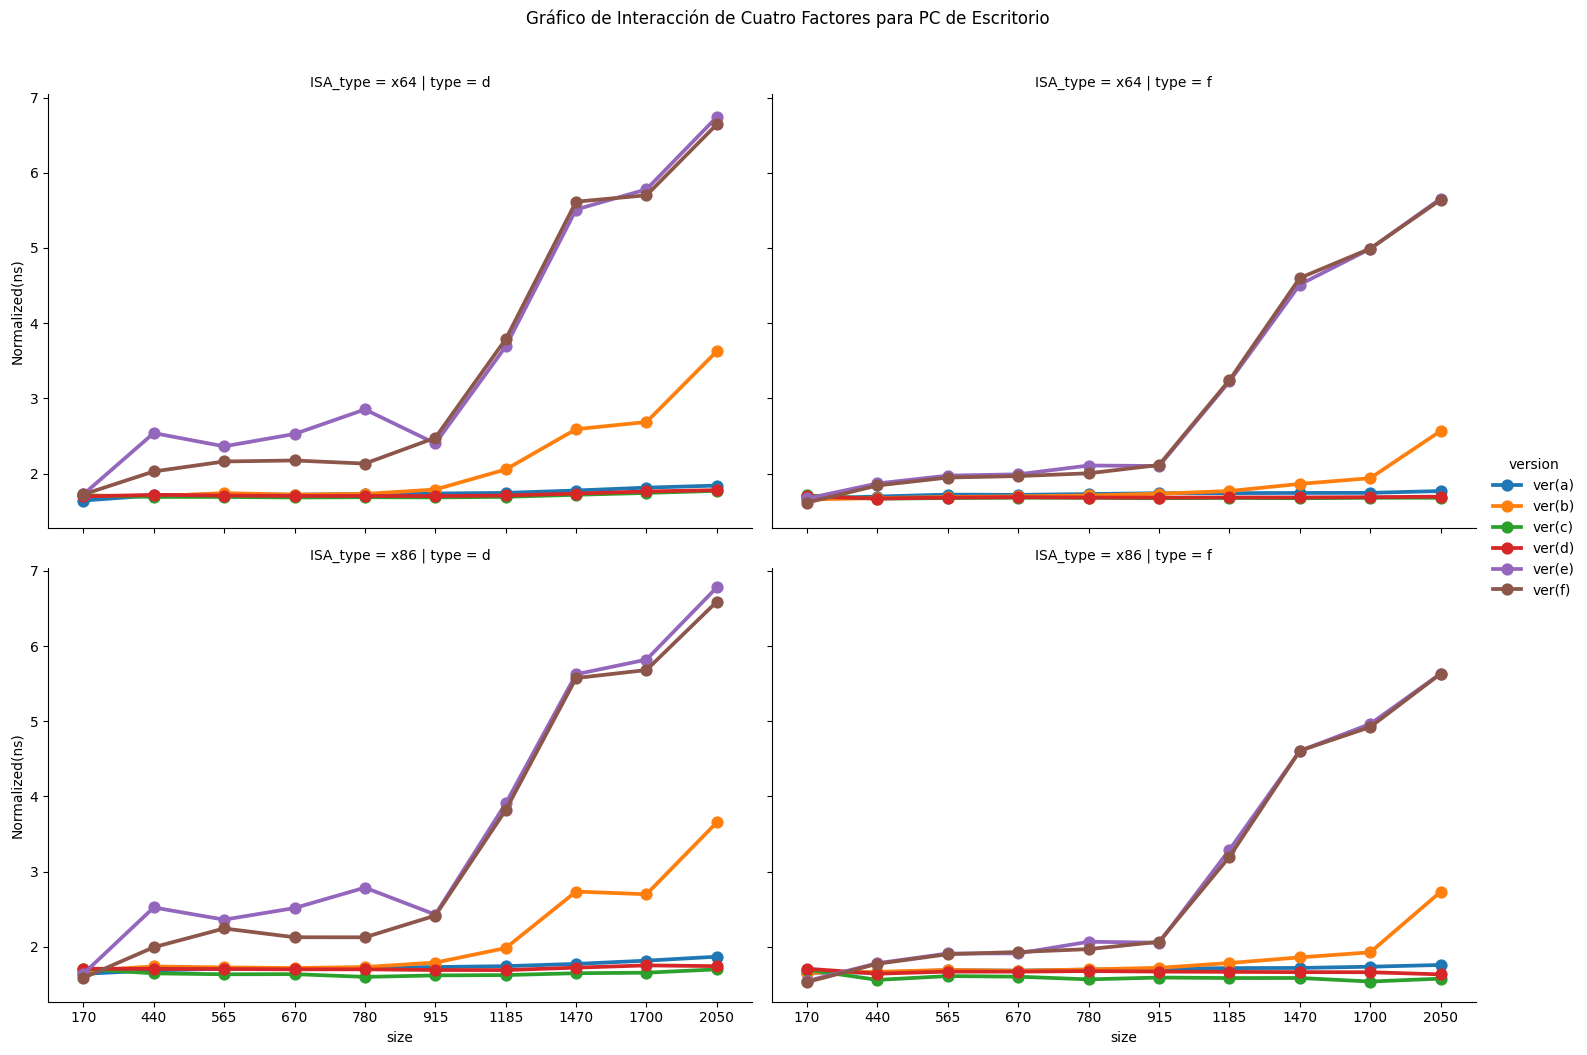 Gráfico de Interacción de Cuatro Factores para PC de Escritorio
ISA_type = x64 | type = d
ISA_type = x64 | type = f
7
6
5
4
3
2
Normalized(ns)
version
ver(a)
ver(b)
ver(c)
ver(d)
ver(e)
ver(f)
ISA_type = x86 | type = d
ISA_type = x86 | type = f
7
6
5
4
3
2
Normalized(ns)
170 440 565 670 780 915 1185 1470 1700 2050
size
170 440 565 670 780 915 1185 1470 1700 2050
size